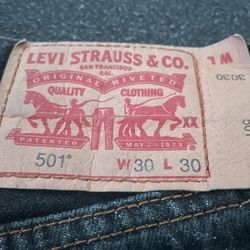 LEVI STRAUSS & CO.
SAN FRANCISCO
CAL.
ORIGINAL RIVETED
QUALITY CLOTHING
XX
PATENTED MAY 20 1873
501®
W 30 L 30
W L
3030
501